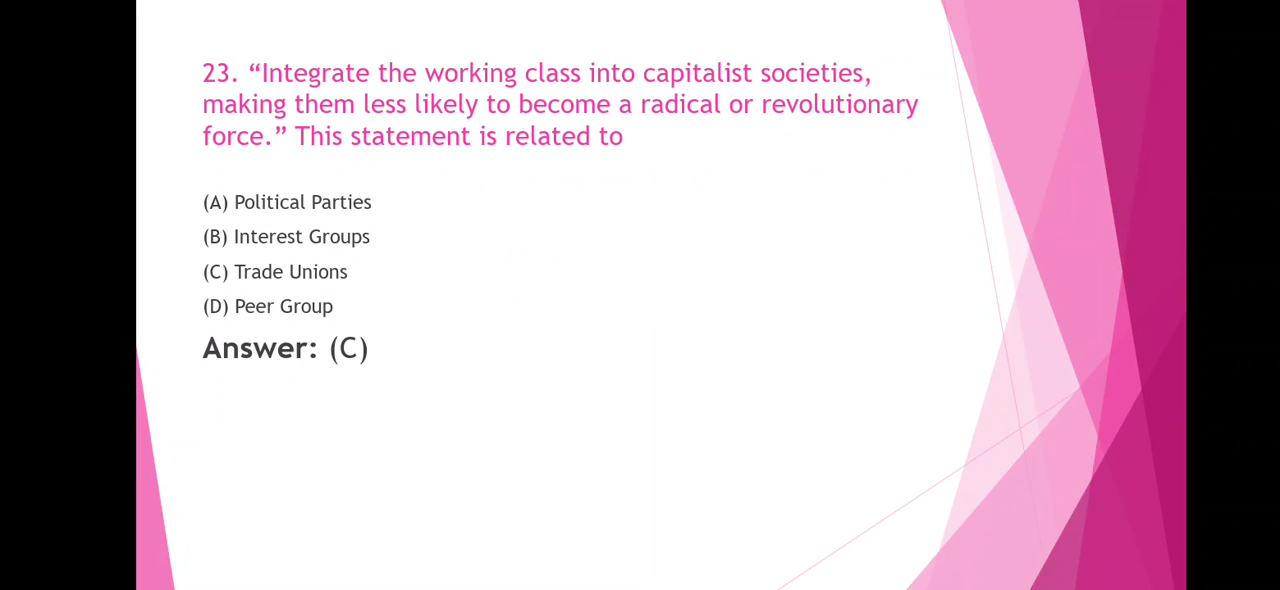 23. “Integrate the working class into capitalist societies,
making them less likely to become a radical or revolutionary
force.” This statement is related to
(A) Political Parties
(B) Interest Groups
(C) Trade Unions
(D) Peer Group
Answer: (C)